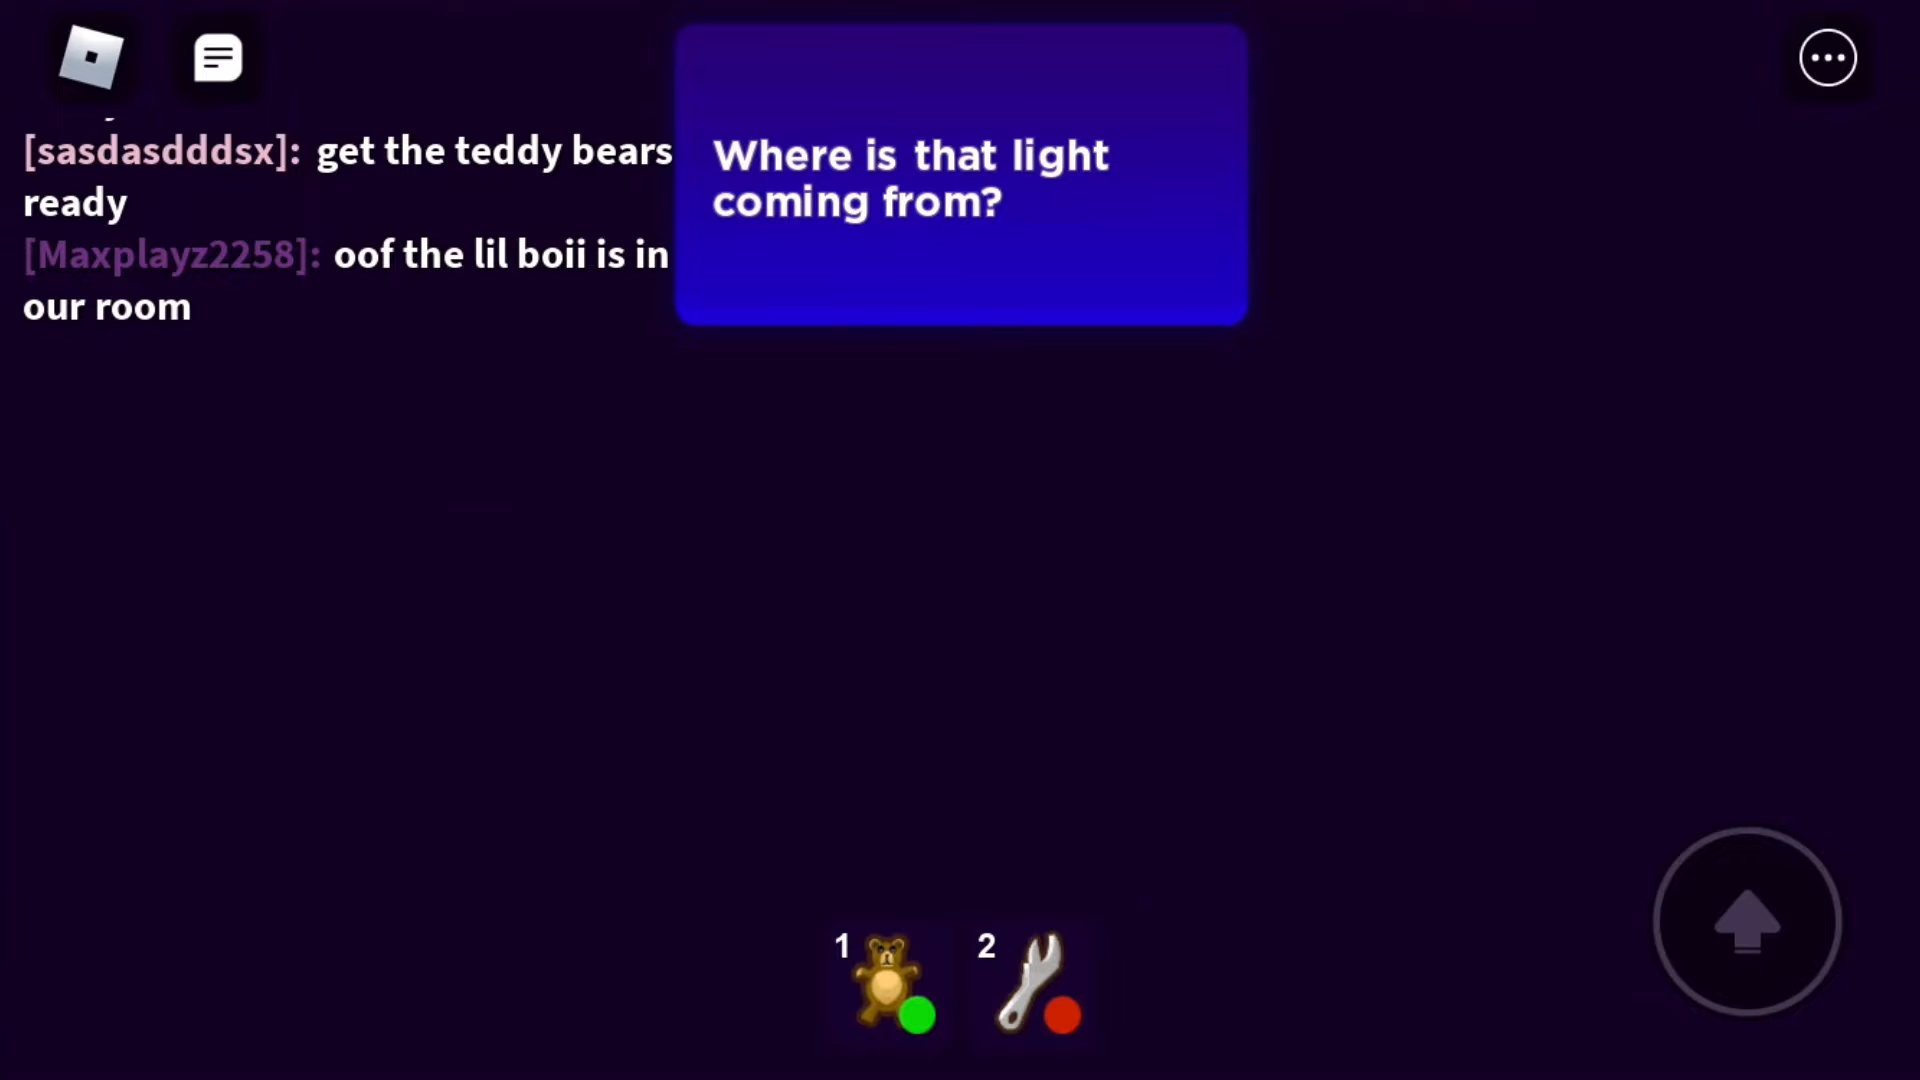 [sasdasdddsx]: get the teddy bears
ready
[Maxplayz2258]: oof the lil boii is in
our room
Where is that light
coming from?
1
2